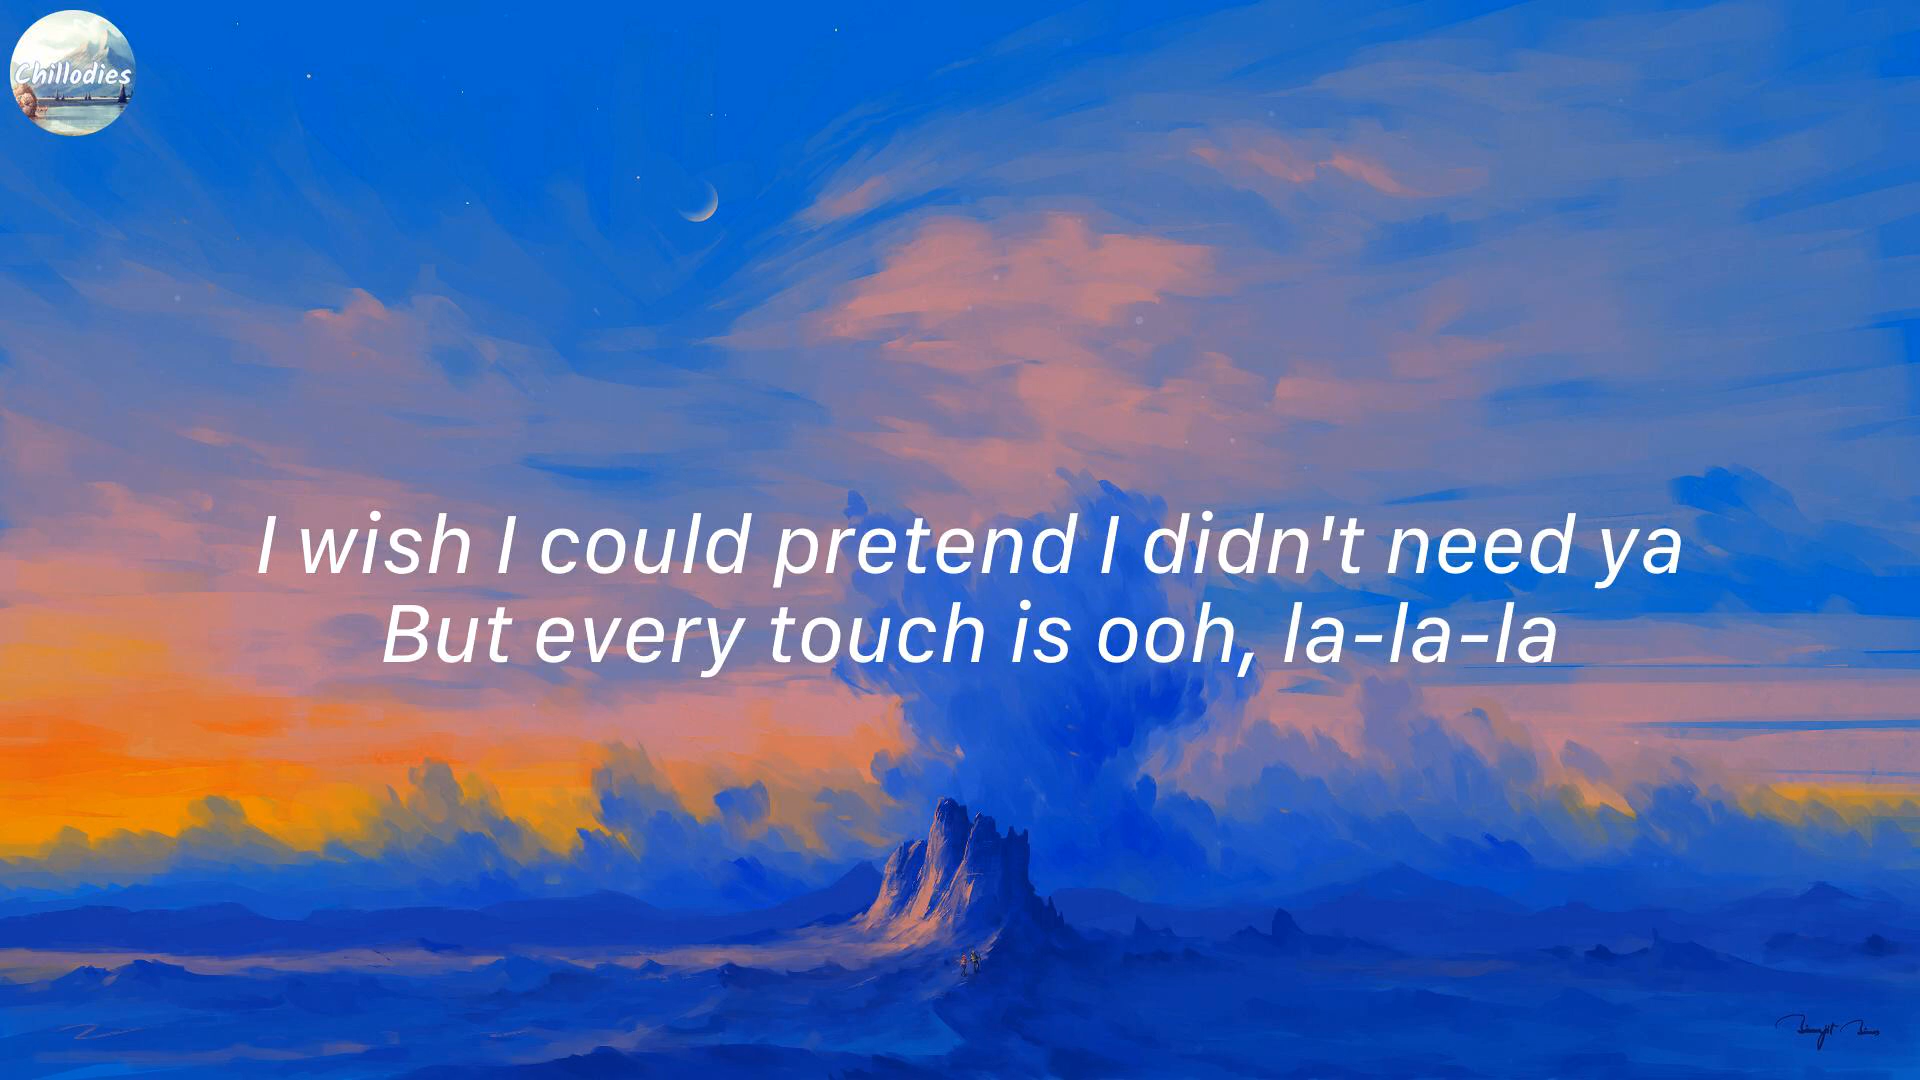 Chillodies
I wish I could pretend I didn't need ya
But every touch is ooh, la-la-la